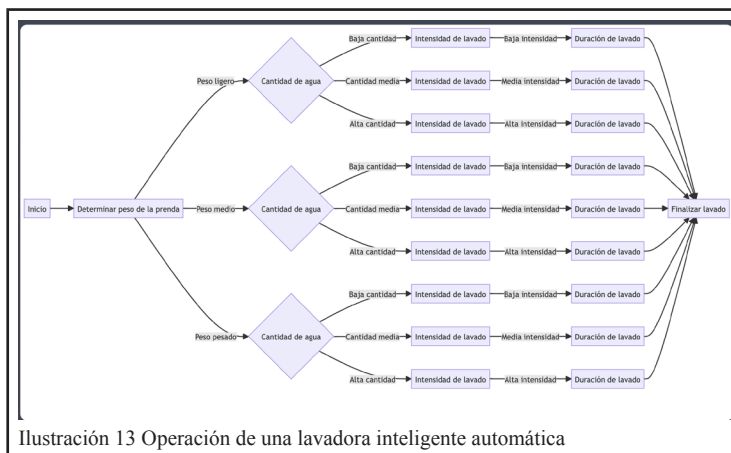 Baja cantidad Intensidad de lavado Baja intensidad Duración de lavado
Peso ligero Cantidad de agua Cantidad media Intensidad de lavado Media intensidad Duración de lavado
Alta cantidad Intensidad de lavado Alta intensidad Duración de lavado
Baja cantidad Intensidad de lavado Baja intensidad Duración de lavado
Inicio Determinar peso de la prenda Peso medio Cantidad de agua Cantidad media Intensidad de lavado Media intensidad Duración de lavado Finalizar lavado
Alta cantidad Intensidad de lavado Alta intensidad Duración de lavado
Baja cantidad Intensidad de lavado Baja intensidad Duración de lavado
Peso pesado Cantidad de agua Cantidad media Intensidad de lavado Media intensidad Duración de lavado
Alta cantidad Intensidad de lavado Alta intensidad Duración de lavado
Ilustración 13 Operación de una lavadora inteligente automática